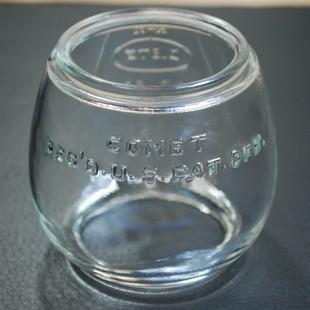 COMET
REG'D. U.S. PAT. OFF.